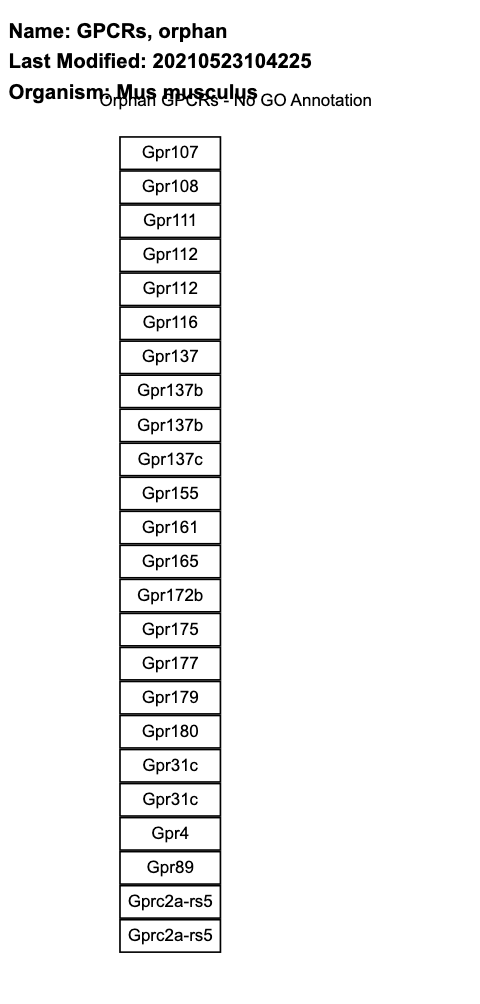 Name: GPCRs, orphan
Last Modified: 20210523104225
Organism: Mus musculus
Orphan GPCRs - No GO Annotation
Gpr107
Gpr108
Gpr111
Gpr112
Gpr112
Gpr116
Gpr137
Gpr137b
Gpr137b
Gpr137c
Gpr155
Gpr161
Gpr165
Gpr172b
Gpr175
Gpr177
Gpr179
Gpr180
Gpr31c
Gpr31c
Gpr4
Gpr89
Gprc2a-rs5
Gprc2a-rs5